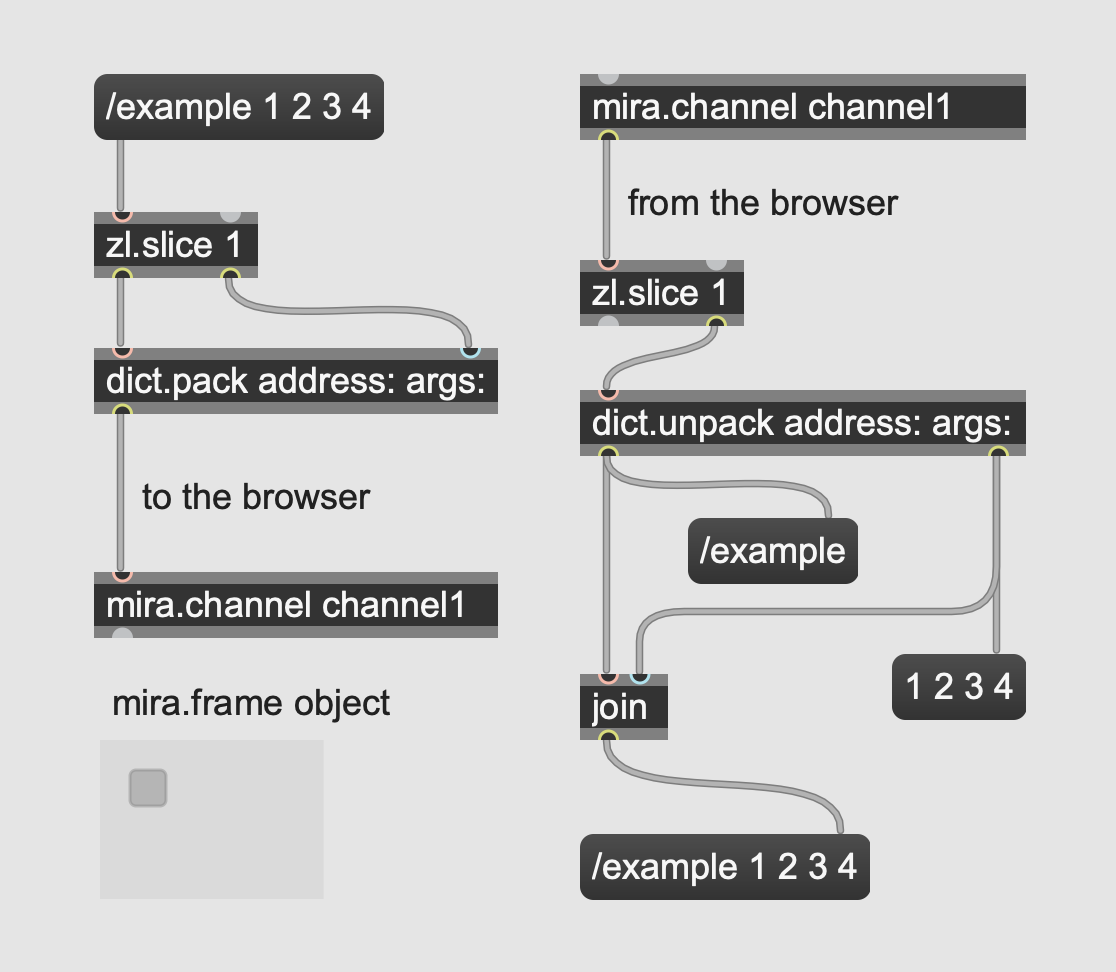 /example 1 2 3 4
zl.slice 1
dict.pack address: args:
to the browser
mira.channel channel1
mira.frame object
mira.channel channel1
from the browser
zl.slice 1
dict.unpack address: args:
/example
1 2 3 4
join
/example 1 2 3 4